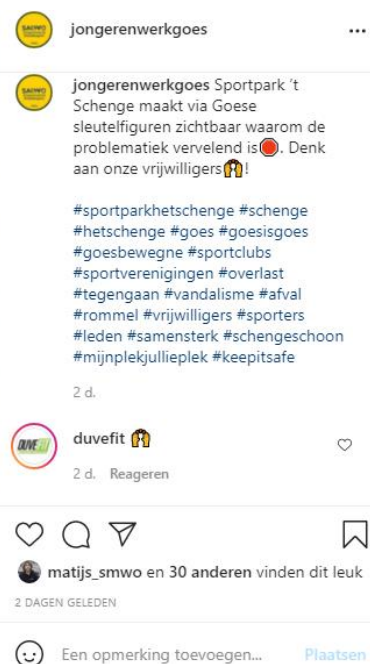 jongerenwerkgoes
jongerenwerkgoes Sportpark ’t
Schenge maakt via Goese
sleutelfiguren zichtbaar waarom de
problematiek vervelend is🛑. Denk
aan onze vrijwilligers🙌!
#sportparkhetschenge #schenge
#hetschenge #goes #goesisgoes
#goesbewegne #sportclubs
#sportverenigingen #overlast
#tegengaan #vandalisme #afval
#rommel #vrijwilligers #sporters
#leden #samensterk #schengeschoon
#mijnplekjullieplek #keepitsafe
2 d.
duvefit 🙌
2 d. Reageren
matijs_smwo en 30 anderen vinden dit leuk
2 DAGEN GELEDEN
Een opmerking toevoegen... Plaatsen